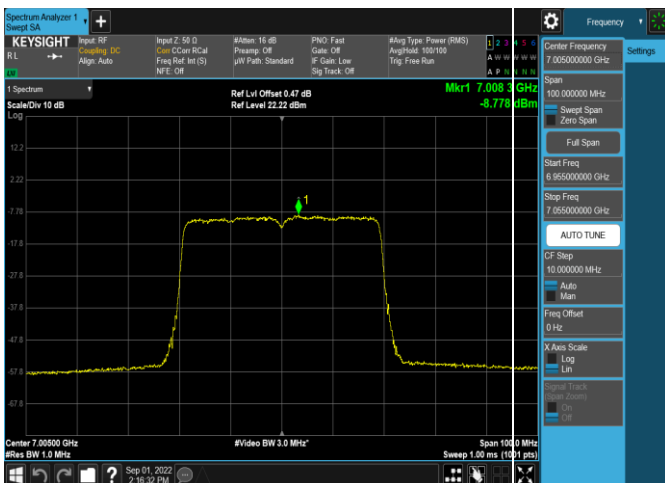 Spectrum Analyzer 1
Swept SA
KEYSIGHT
R L
LM
Input: RF
Coupling: DC
Align: Auto
Input Z: 50 Ω
Corr CCorr RCal
Freq Ref: Int (S)
NFE: Off
#Atten: 16 dB
Preamp: Off
µW Path: Standard
PNO: Fast
Gate: Off
IF Gain: Low
Sig Track: Off
#Avg Type: Power (RMS)
Avg|Hold: 100/100
Trig: Free Run
1 2 3 4 5 6
A W W W W W
A P N N N N
1 Spectrum
Scale/Div 10 dB
Log
Ref Lvl Offset 0.47 dB
Ref Level 22.22 dBm
Mkr1 7.008 3 GHz
-8.778 dBm
12.2
2.22
-7.78
-17.8
-27.8
-37.8
-47.8
-57.8
-67.8
1
Center 7.00500 GHz
#Res BW 1.0 MHz
#Video BW 3.0 MHz*
Span 100.0 MHz
Sweep 1.00 ms (1001 pts)
Sep 01, 2022
2:16:32 PM
Frequency
Settings
Center Frequency
7.005000000 GHz
Span
100.000000 MHz
Swept Span
Zero Span
Full Span
Start Freq
6.955000000 GHz
Stop Freq
7.055000000 GHz
AUTO TUNE
CF Step
10.000000 MHz
Auto
Man
Freq Offset
0 Hz
X Axis Scale
Log
Lin
Signal Track
(Span Zoom)
On
Off